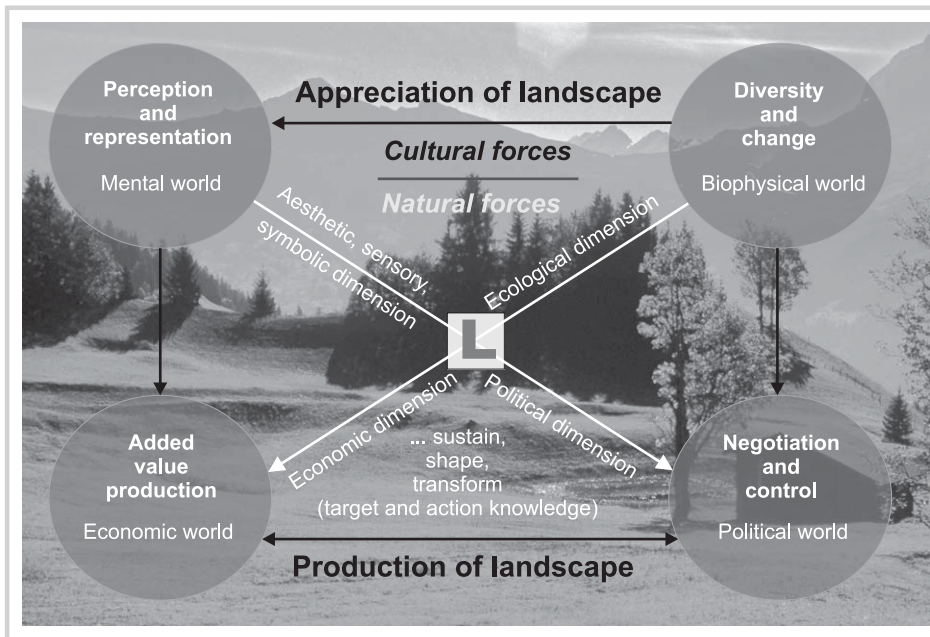 Perception
and
representation
Mental world
Appreciation of landscape
Cultural forces
Natural forces
Diversity
and
change
Biophysical world
Aesthetic, sensory,
symbolic dimension
Ecological dimension
L
Economic dimension
Political dimension
... sustain,
shape,
transform
(target and action knowledge)
Added
value
production
Economic world
Negotiation
and
control
Political world
Production of landscape